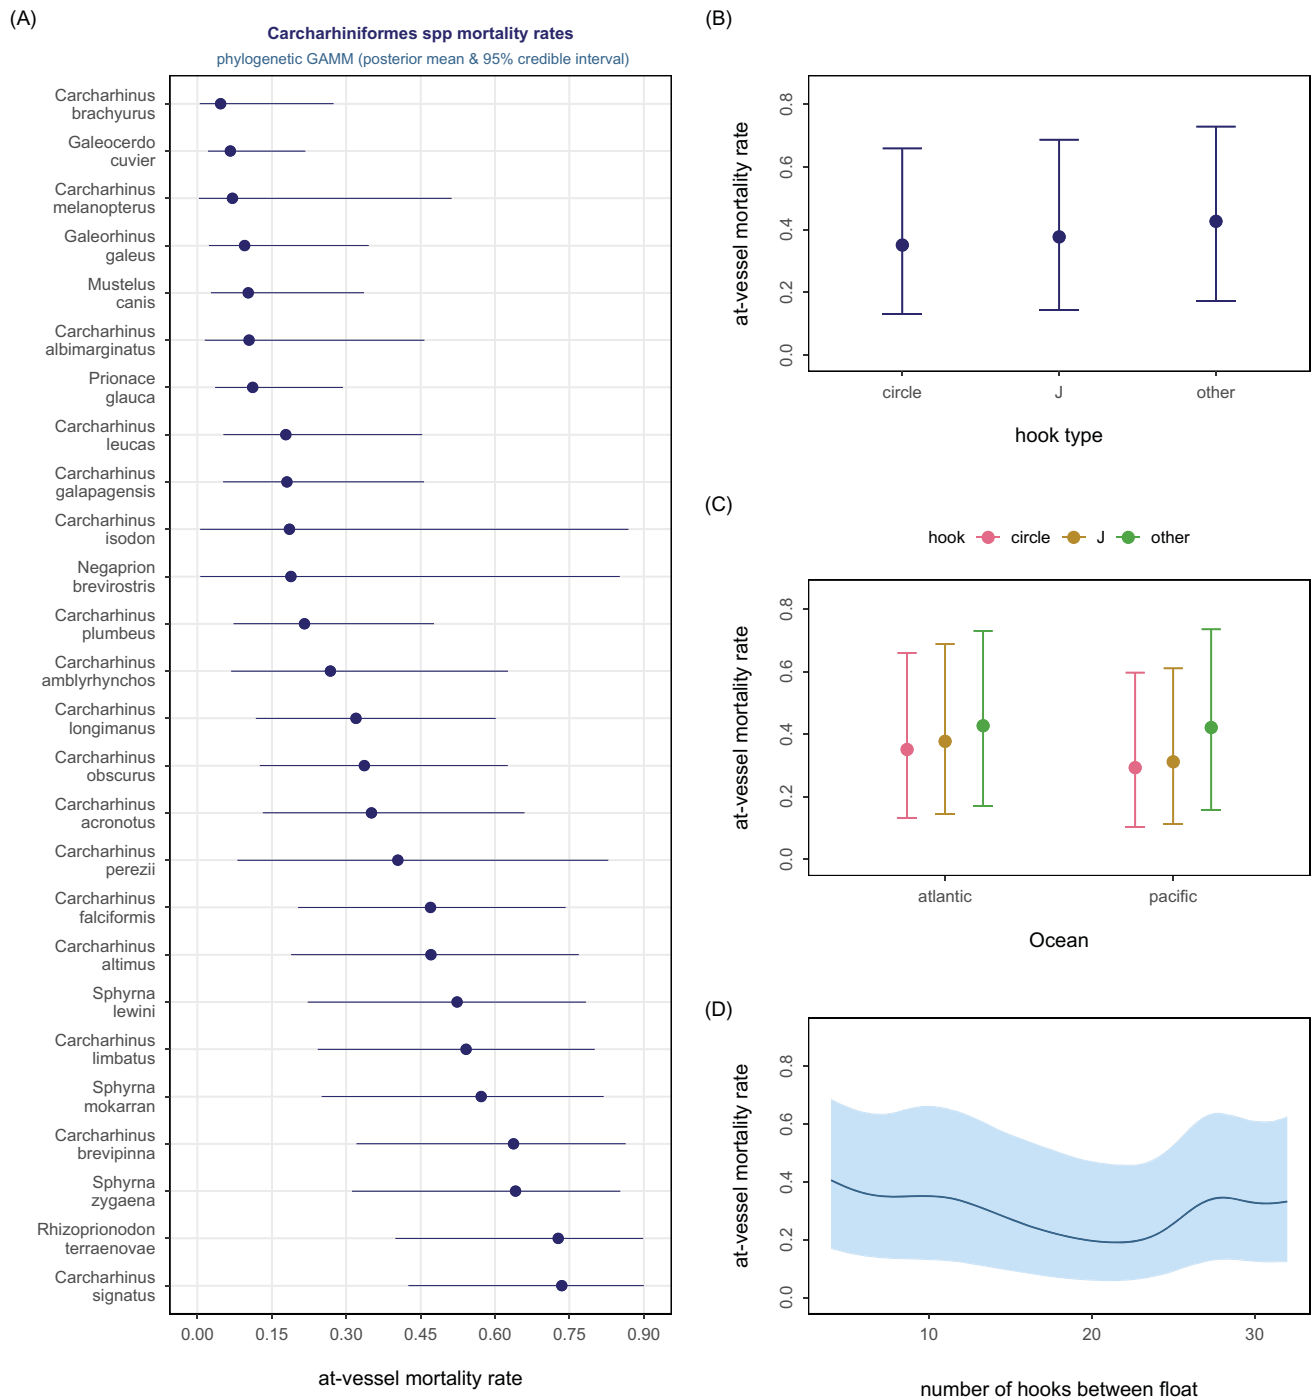 (A)
Carcharhiniformes spp mortality rates
phylogenetic GAMM (posterior mean & 95% credible interval)
Carcharhinus
brachyurus
Galeocerdo
cuvier
Carcharhinus
melanopterus
Galeorhinus
galeus
Mustelus
canis
Carcharhinus
albimarginatus
Prionace
glauca
Carcharhinus
leucas
Carcharhinus
galapagensis
Carcharhinus
isodon
Negaprion
brevirostris
Carcharhinus
plumbeus
Carcharhinus
amblyrhynchos
Carcharhinus
longimanus
Carcharhinus
obscurus
Carcharhinus
acronotus
Carcharhinus
perezii
Carcharhinus
falciformis
Carcharhinus
altimus
Sphyrna
lewini
Carcharhinus
limbatus
Sphyrna
mokarran
Carcharhinus
brevipinna
Sphyrna
zygaena
Rhizoprionodon
terraenovae
Carcharhinus
signatus
0.00 0.15 0.30 0.45 0.60 0.75 0.90
at-vessel mortality rate
(B)
at-vessel mortality rate
0.8
0.6
0.4
0.2
0.0
circle J other
hook type
(C)
hook circle J other
at-vessel mortality rate
0.8
0.6
0.4
0.2
0.0
atlantic pacific
Ocean
(D)
at-vessel mortality rate
0.8
0.6
0.4
0.2
0.0
10 20 30
number of hooks between float